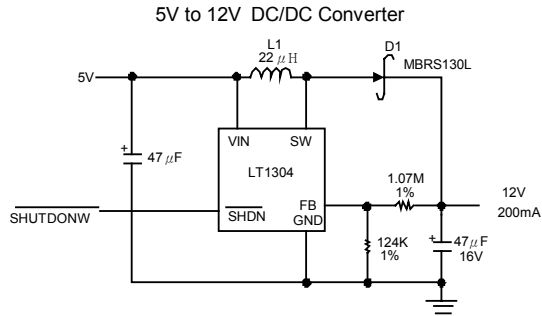 5V to 12V DC/DC Converter
L1
22 μH
D1
MBRS130L
5V
VIN
SW
47 μF
LT1304
1.07M
1%
12V
200mA
FB
SHUTDONW
SHDN
GND
124K
1%
47 μF
16V
+
+